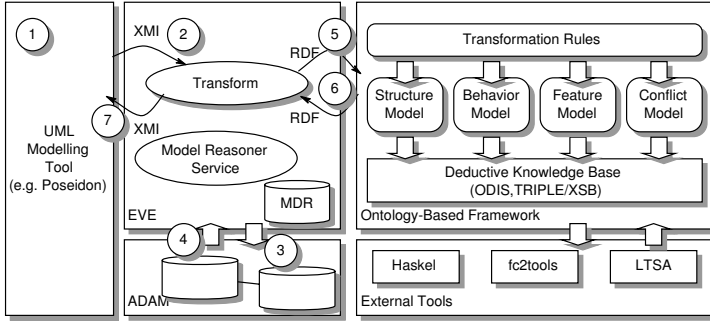 1
XMI
2
RDF
5
Transformation Rules
Transform
6
RDF
Structure
Model
Behavior
Model
Feature
Model
Conflict
Model
7
XMI
UML
Modelling
Tool
(e.g. Poseidon)
Model Reasoner
Service
Deductive Knowledge Base
(ODIS,TRIPLE/XSB)
MDR
EVE
Ontology-Based Framework
4
3
Haskel
fc2tools
LTSA
ADAM
External Tools